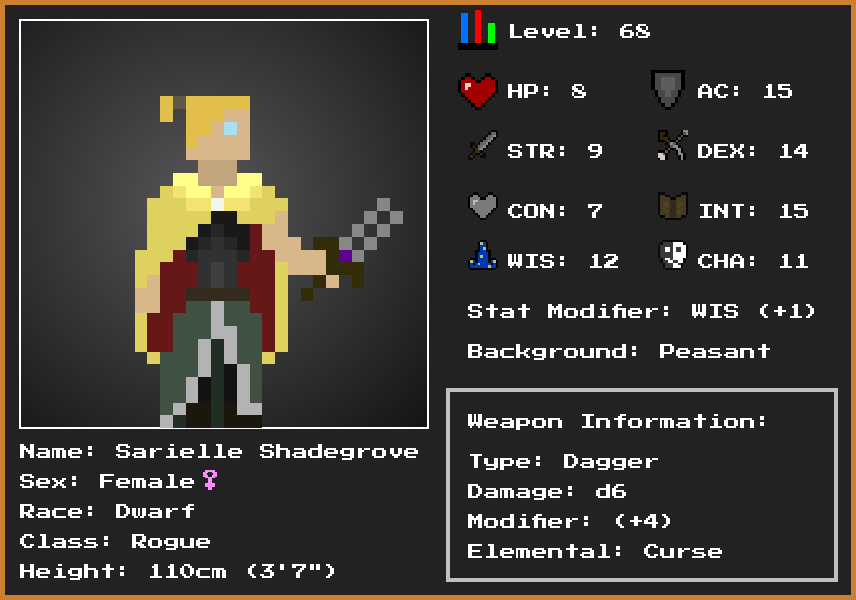 Level: 68
HP: 8 AC: 15
STR: 9 DEX: 14
CON: 7 INT: 15
WIS: 12 CHA: 11
Stat Modifier: WIS (+1)
Background: Peasant
Weapon Information:
Type: Dagger
Damage: d6
Modifier: (+4)
Elemental: Curse
Name: Sarielle Shadegrove
Sex: Female♀
Race: Dwarf
Class: Rogue
Height: 110cm (3'7")